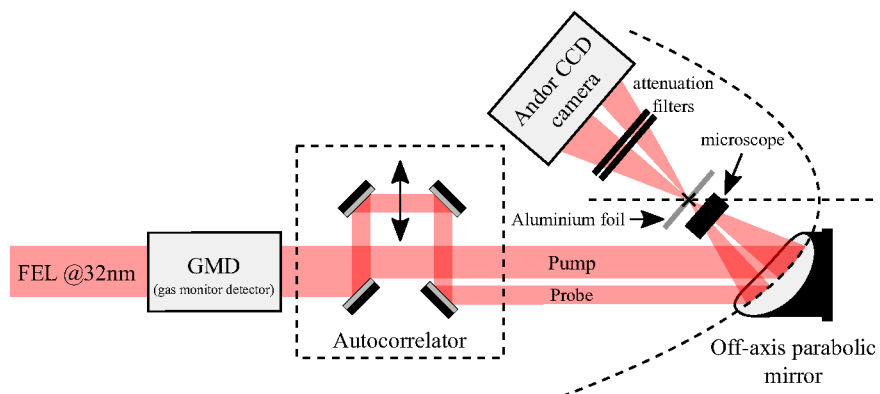 FEL @32nm
GMD
(gas monitor detector)
Autocorrelator
Pump
Probe
Andor CCD
camera
attenuation
filters
microscope
Aluminium foil
Off-axis parabolic
mirror